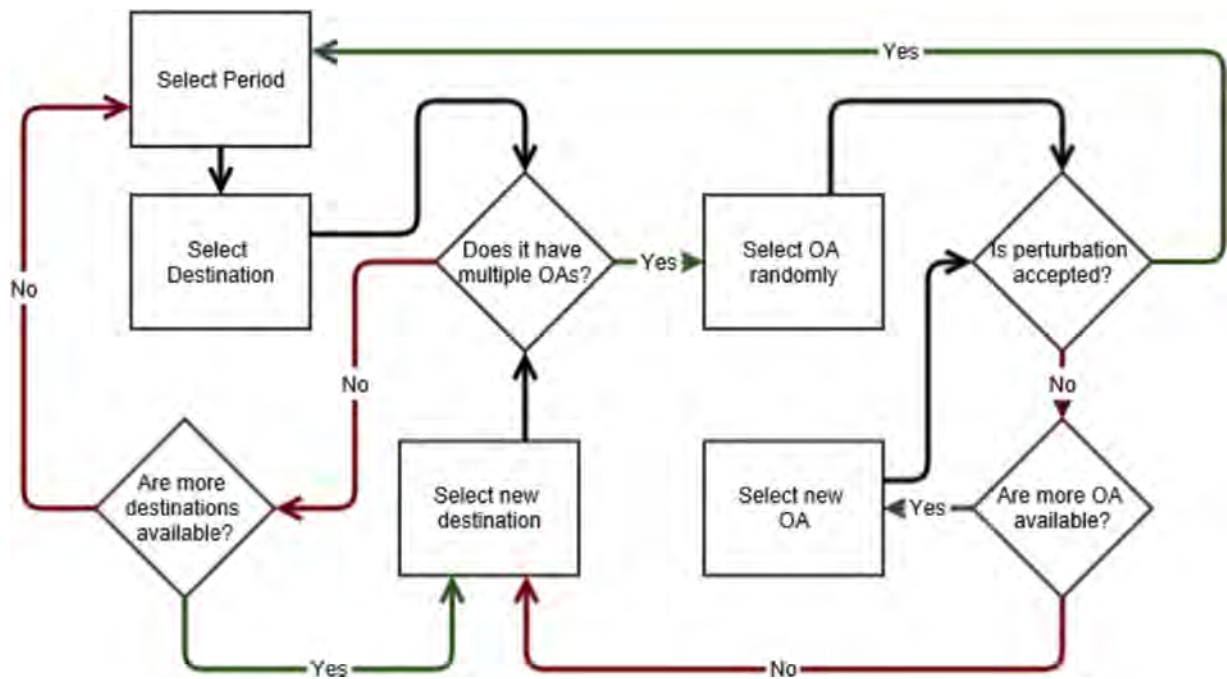 Yes
Select Period
Select
Destination
Does it have
multiple OAs?
Yes
Select OA
randomly
Is perturbation
accepted?
No
No
No
Are more
destinations
available?
Select new
destination
Select new
OA
Yes
Are more OA
available?
Yes
No